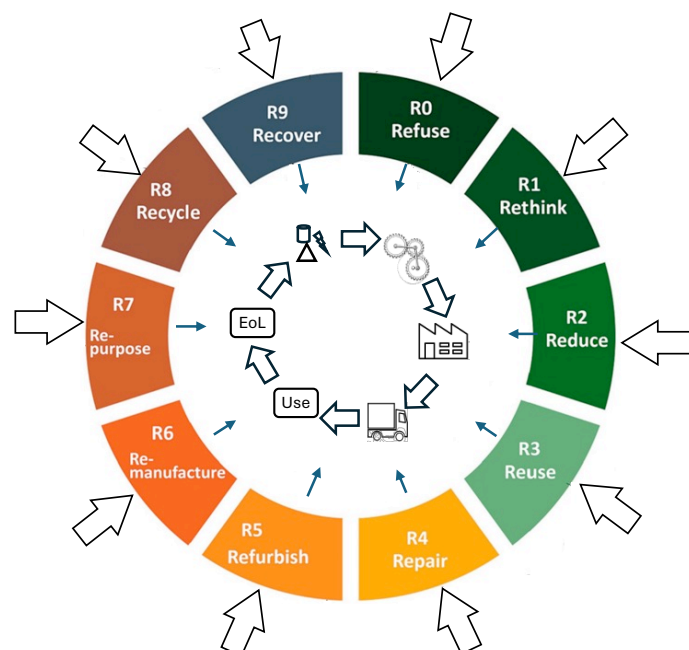 R0
Refuse
R1
Rethink
R2
Reduce
R3
Reuse
R4
Repair
R5
Refurbish
R6
Re-
manufacture
R7
Re-
purpose
R8
Recycle
R9
Recover
EoL
Use